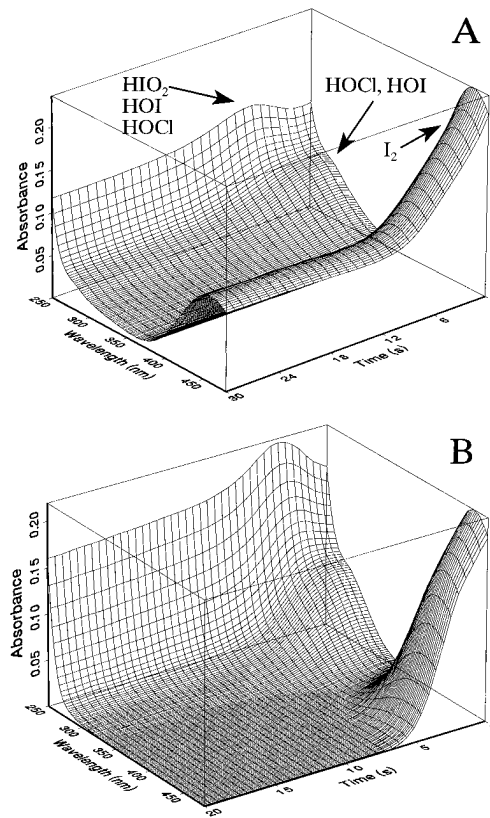 A
HIO2
HOI
HOCl
HOCl, HOI
I2
Absorbance
0.20
0.15
0.10
0.05
250
300
350
400
450
Wavelength (nm)
30
24
18
12
6
Time (s)
B
Absorbance
0.20
0.15
0.10
0.05
250
300
350
400
450
Wavelength (nm)
20
15
10
5
Time (s)